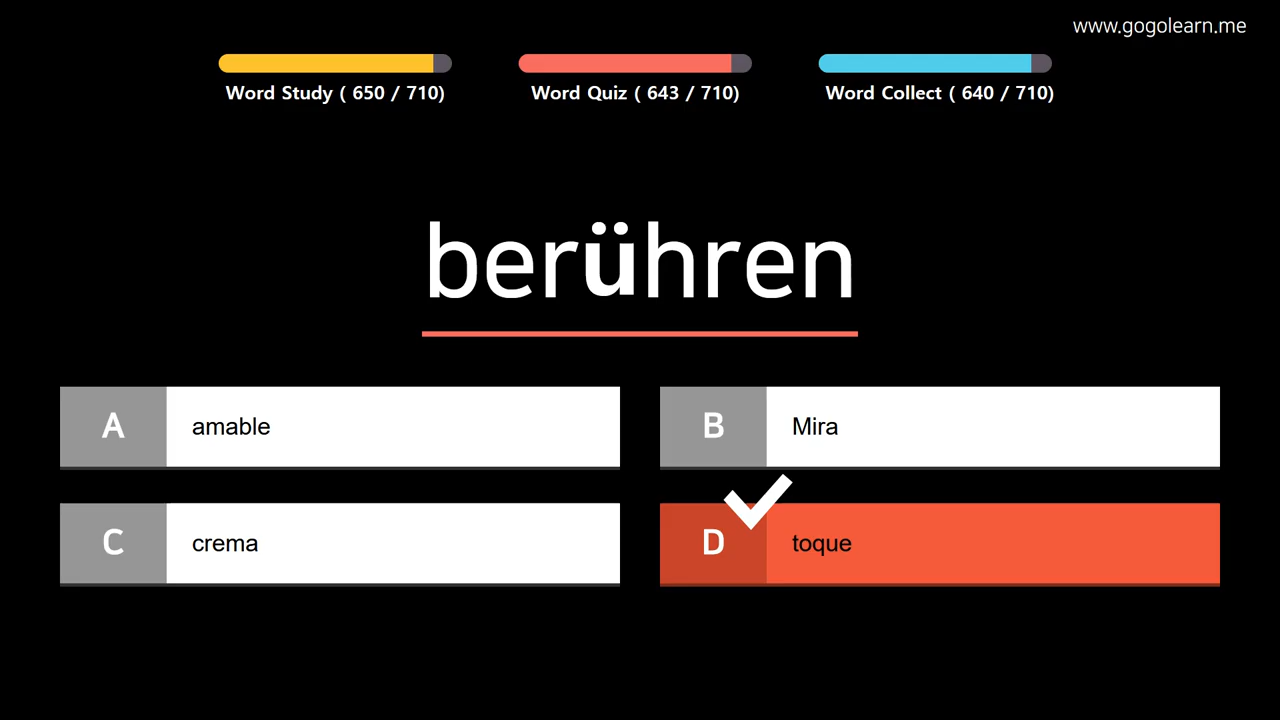 www.gogolearn.me
Word Study ( 650 / 710)
Word Quiz ( 643 / 710)
Word Collect ( 640 / 710)
berühren
A amable
B Mira
C crema
D toque